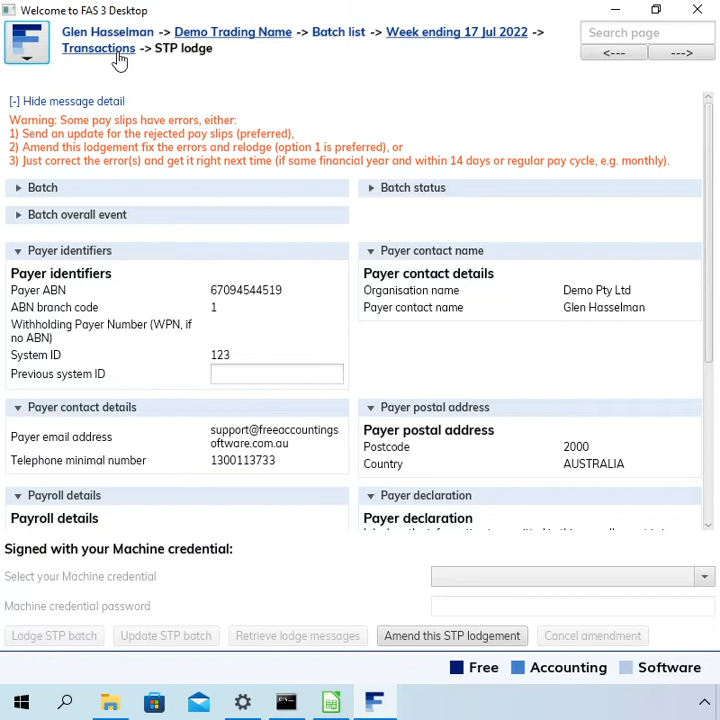 Welcome to FAS 3 Desktop
Glen Hasselman -> Demo Trading Name -> Batch list -> Week ending 17 Jul 2022 ->
Transactions -> STP lodge
Search page
<--- --->
[-] Hide message detail
Warning: Some pay slips have errors, either:
1) Send an update for the rejected pay slips (preferred),
2) Amend this lodgement fix the errors and relodge (option 1 is preferred), or
3) Just correct the error(s) and get it right next time (if same financial year and within 14 days or regular pay cycle, e.g. monthly).
Batch
Batch status
Batch overall event
Payer identifiers
Payer identifiers
Payer ABN 67094544519
ABN branch code 1
Withholding Payer Number (WPN, if
no ABN)
System ID 123
Previous system ID
Payer contact name
Payer contact details
Organisation name Demo Pty Ltd
Payer contact name Glen Hasselman
Payer contact details
Payer email address support@freeaccountings
oftware.com.au
Telephone minimal number 1300113733
Payer postal address
Payer postal address
Postcode 2000
Country AUSTRALIA
Payroll details
Payroll details
Payer declaration
Payer declaration
Signed with your Machine credential:
Select your Machine credential
Machine credential password
Lodge STP batch Update STP batch Retrieve lodge messages Amend this STP lodgement Cancel amendment
Free Accounting Software